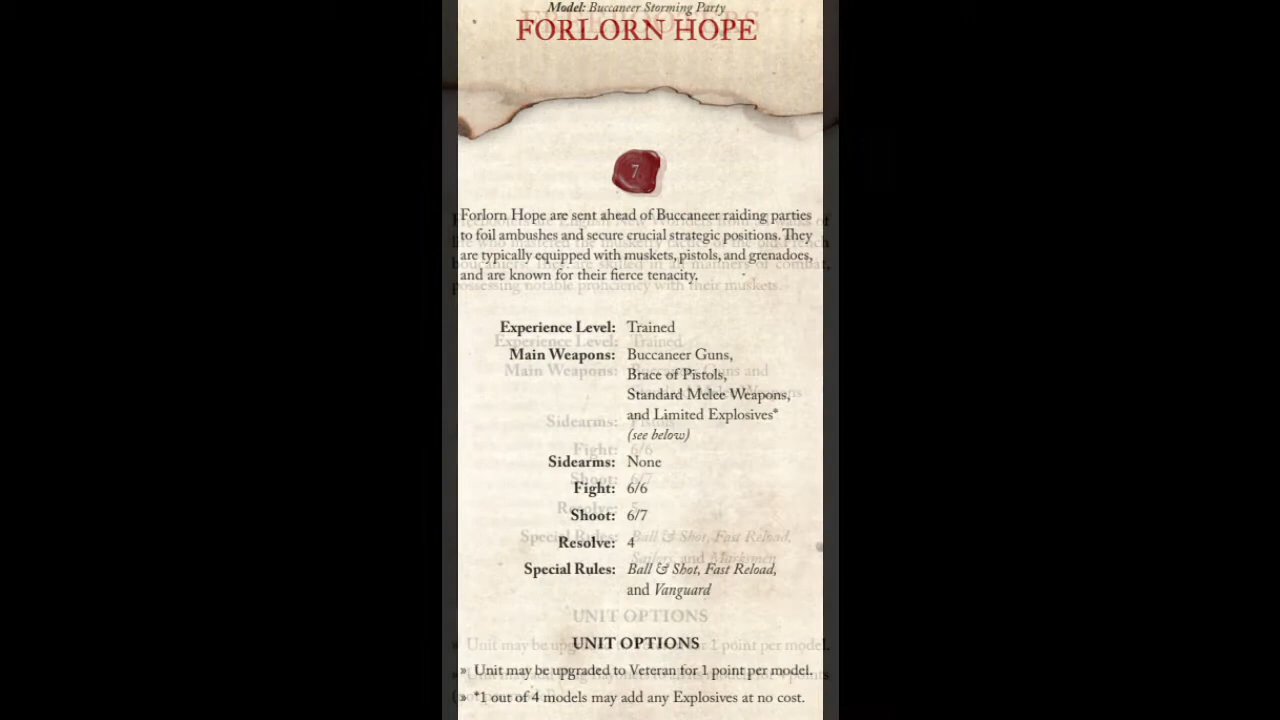 Model: Buccaneer Storming Party
FORLORN HOPE
7
Forlorn Hope are sent ahead of Buccaneer raiding parties
to foil ambushes and secure crucial strategic positions. They
are typically equipped with muskets, pistols, and grenadoes,
and are known for their fierce tenacity.
Experience Level: Trained
Main Weapons: Buccaneer Guns,
Brace of Pistols,
Standard Melee Weapons,
and Limited Explosives*
(see below)
Sidearms: None
Fight: 6/6
Shoot: 6/7
Resolve: 4
Special Rules: Ball & Shot, Fast Reload,
and Vanguard
UNIT OPTIONS
» Unit may be upgraded to Veteran for 1 point per model.
» *1 out of 4 models may add any Explosives at no cost.